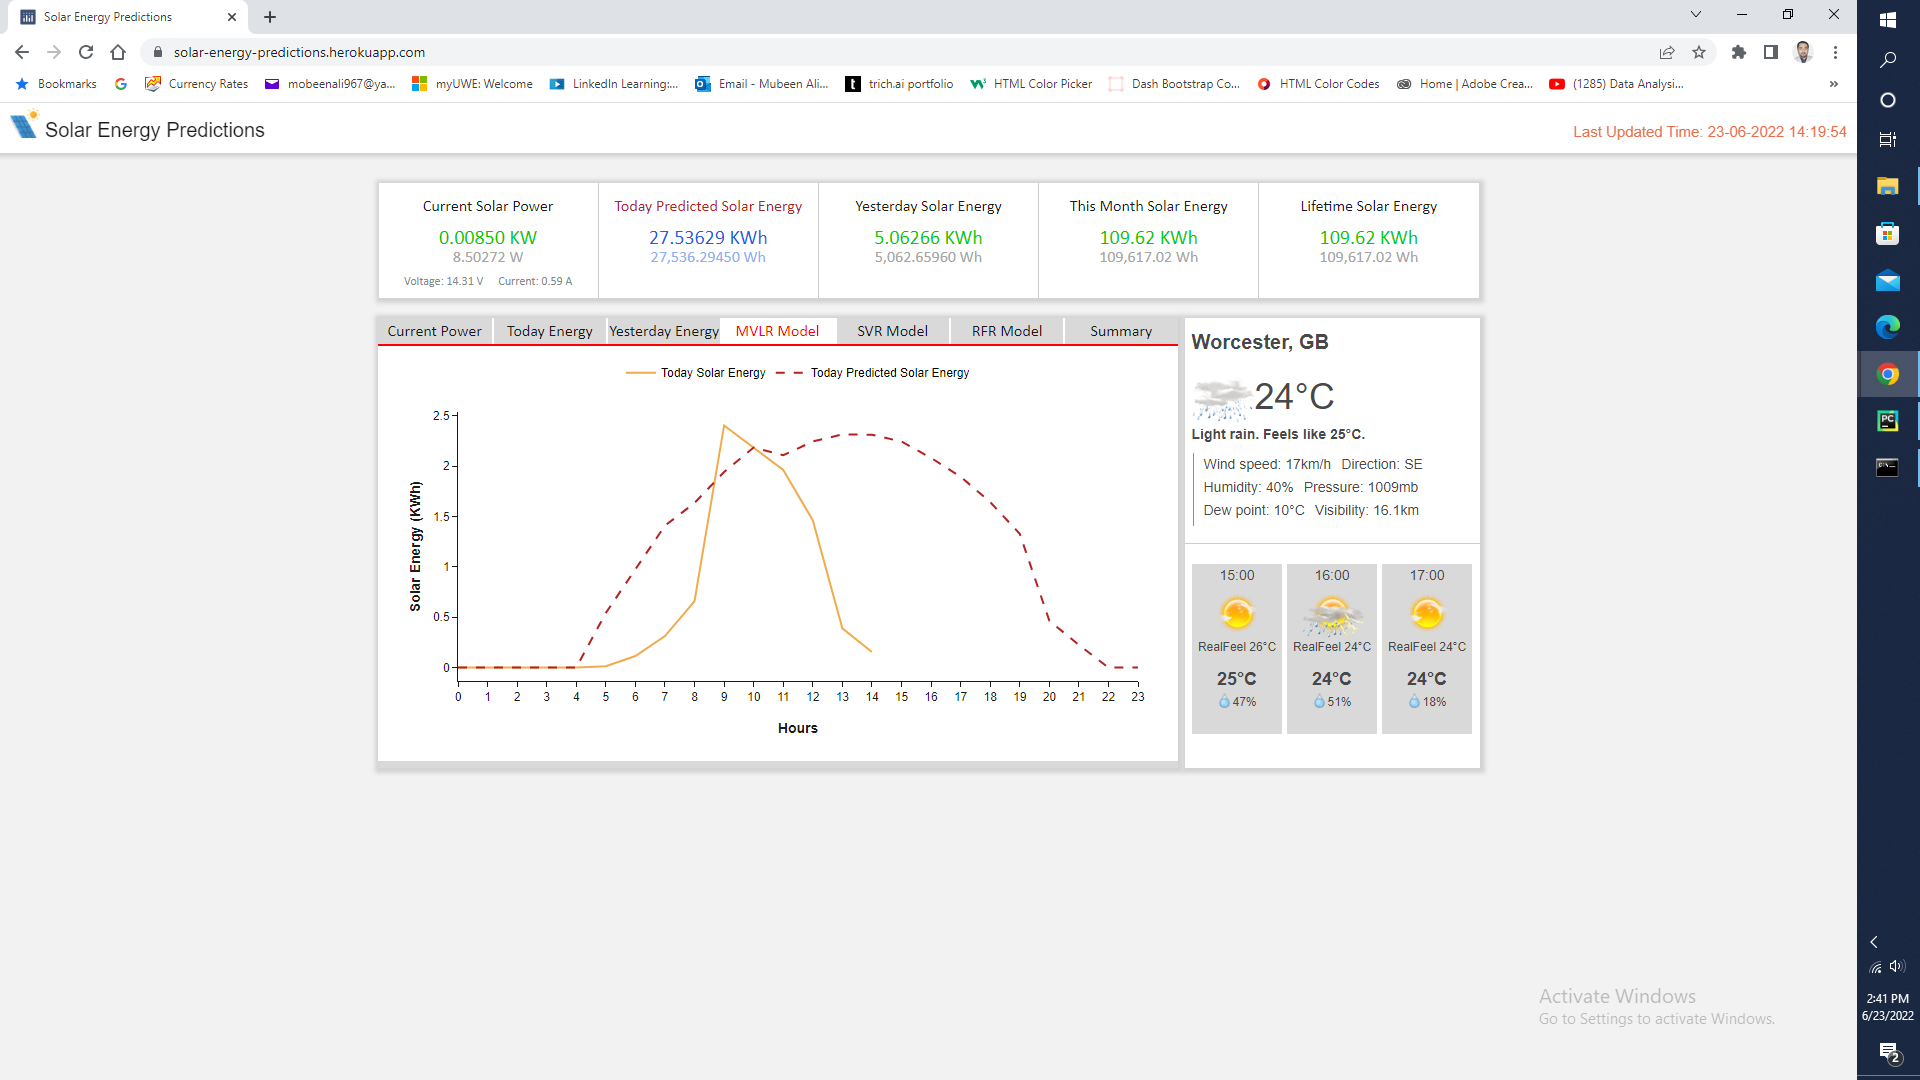 Solar Energy Predictions
solar-energy-predictions.herokuapp.com
Bookmarks Currency Rates mobeenali967@ya... myUWE: Welcome LinkedIn Learning:... Email - Mubeen Ali... trich.ai portfolio HTML Color Picker Dash Bootstrap Co... HTML Color Codes Home | Adobe Crea... (1285) Data Analysi... »
Solar Energy Predictions
Last Updated Time: 23-06-2022 14:19:54
Current Solar Power
0.00850 KW
8.50272 W
Voltage: 14.31 V Current: 0.59 A
Today Predicted Solar Energy
27.53629 KWh
27,536.29450 Wh
Yesterday Solar Energy
5.06266 KWh
5,062.65960 Wh
This Month Solar Energy
109.62 KWh
109,617.02 Wh
Lifetime Solar Energy
109.62 KWh
109,617.02 Wh
Current Power Today Energy Yesterday Energy MVLR Model SVR Model RFR Model Summary
Today Solar Energy Today Predicted Solar Energy
Solar Energy (KWh)
2.5
2
1.5
1
0.5
0
0 1 2 3 4 5 6 7 8 9 10 11 12 13 14 15 16 17 18 19 20 21 22 23
Hours
Worcester, GB
24°C
Light rain. Feels like 25°C.
Wind speed: 17km/h Direction: SE
Humidity: 40% Pressure: 1009mb
Dew point: 10°C Visibility: 16.1km
15:00
RealFeel 26°C
25°C
47%
16:00
RealFeel 24°C
24°C
51%
17:00
RealFeel 24°C
24°C
18%
Activate Windows
Go to Settings to activate Windows.
PC
2:41 PM
6/23/2022
2